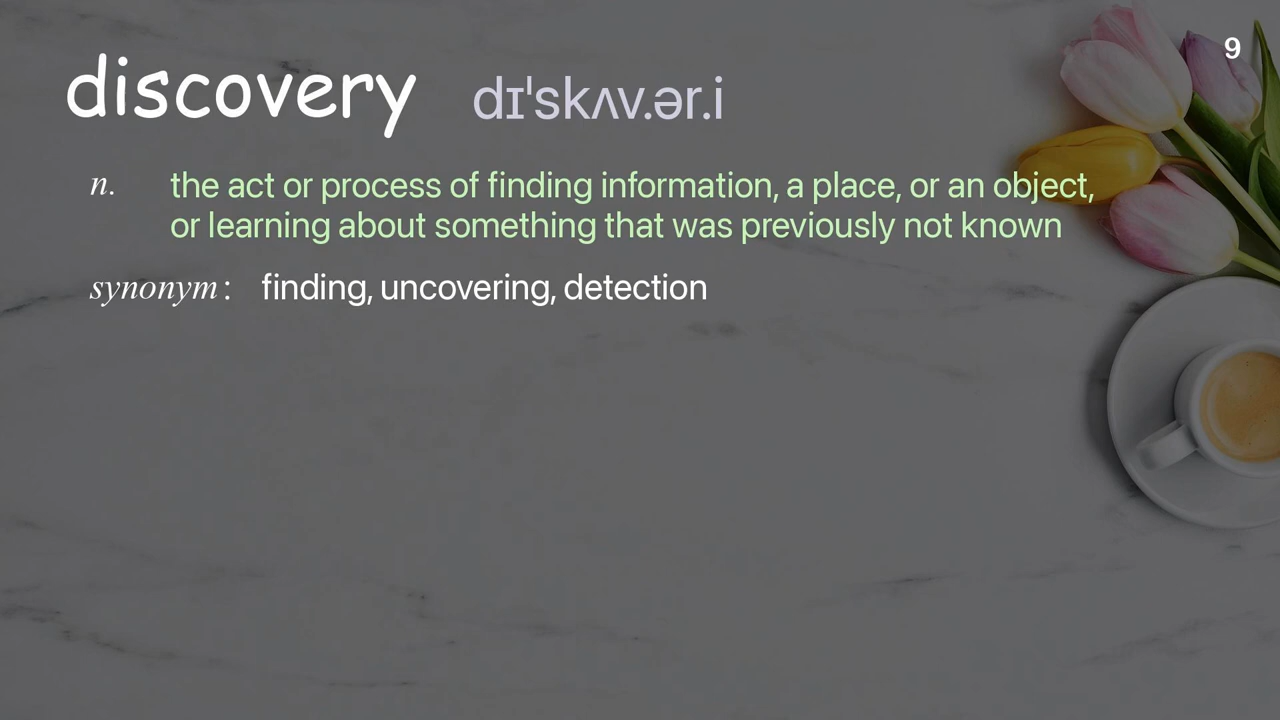 9
discovery dɪˈskʌv.ər.i
n. the act or process of finding information, a place, or an object,
or learning about something that was previously not known
synonym: finding, uncovering, detection